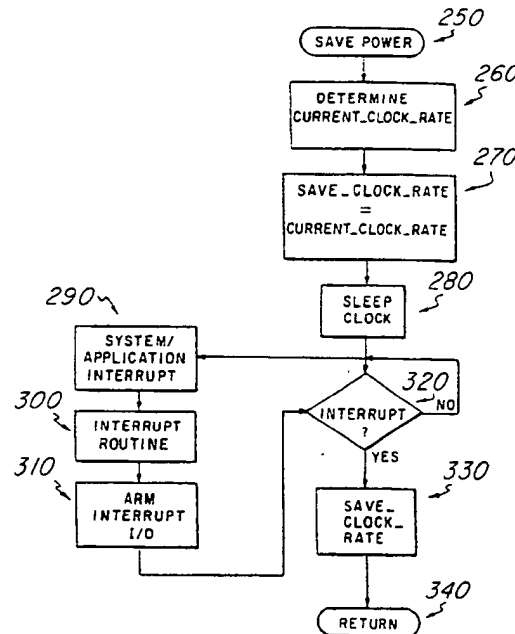 250
SAVE POWER
260
DETERMINE
CURRENT_CLOCK_RATE
270
SAVE_CLOCK_RATE
=
CURRENT_CLOCK_RATE
280
SLEEP
CLOCK
290
SYSTEM/
APPLICATION
INTERRUPT
300
INTERRUPT
ROUTINE
310
ARM
INTERRUPT
I/O
320
INTERRUPT
?
NO
YES
330
SAVE_
CLOCK_
RATE
340
RETURN